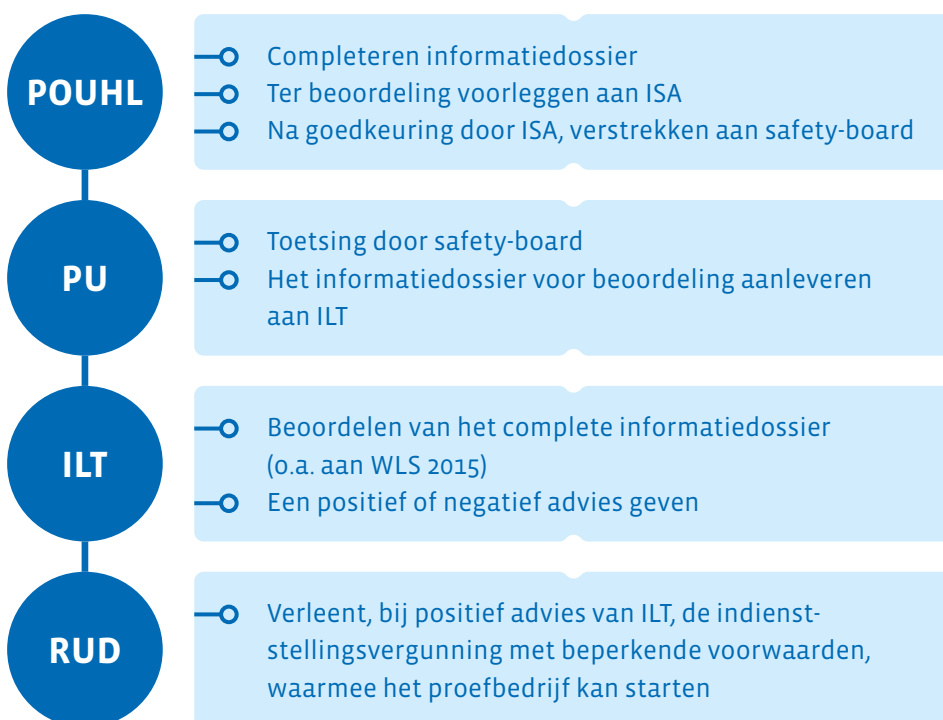 POUHL
Completeren informatiedossier
Ter beoordeling voorleggen aan ISA
Na goedkeuring door ISA, verstrekken aan safety-board
PU
Toetsing door safety-board
Het informatiedossier voor beoordeling aanleveren
aan ILT
ILT
Beoordelen van het complete informatiedossier
(o.a. aan WLS 2015)
Een positief of negatief advies geven
RUD
Verleent, bij positief advies van ILT, de indienst-
stellingsvergunning met beperkende voorwaarden,
waarmee het proefbedrijf kan starten